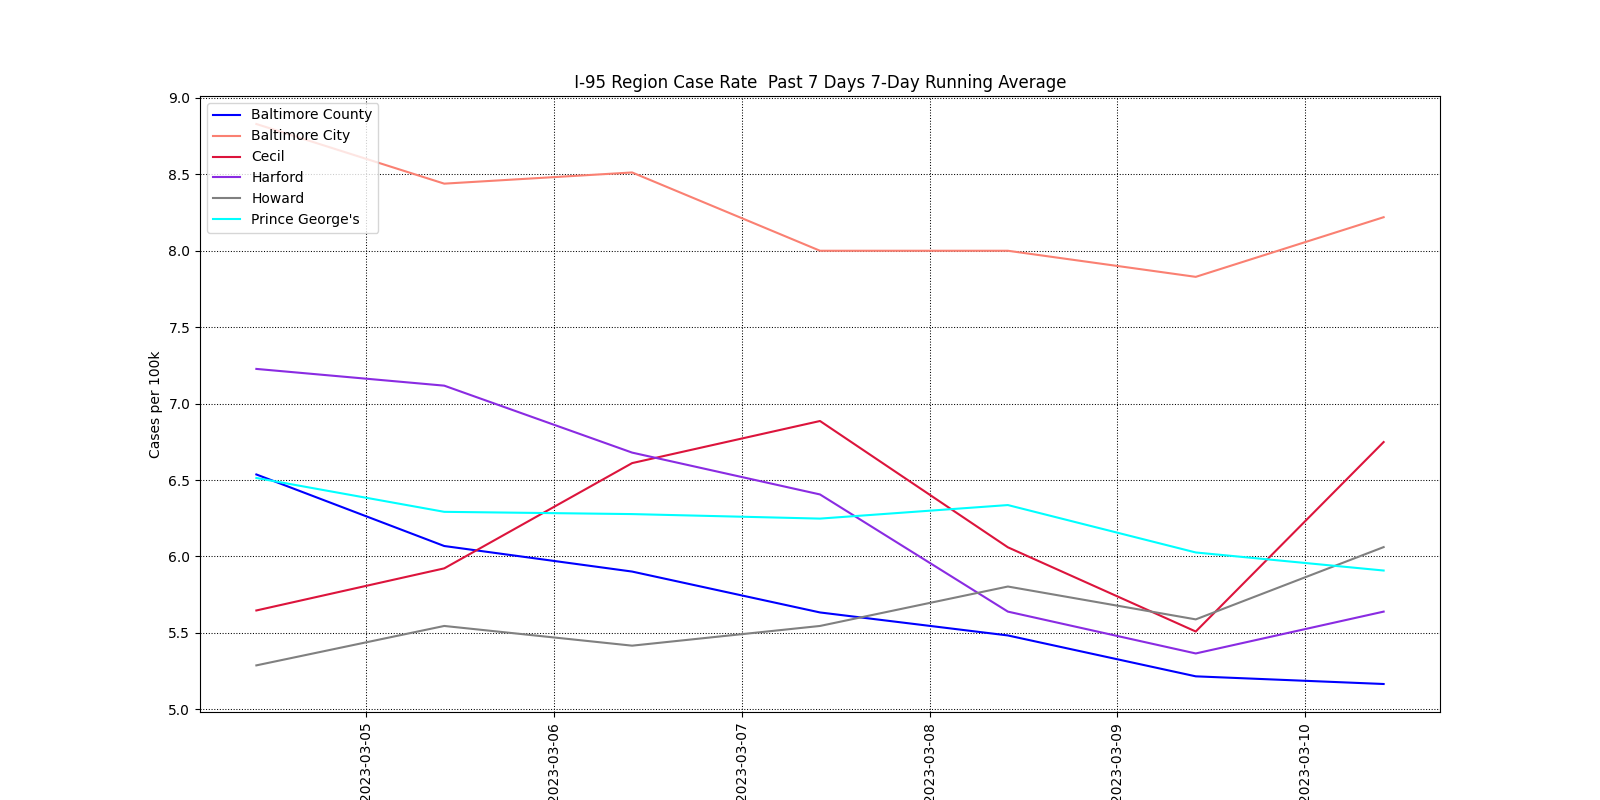 I-95 Region Case Rate  Past 7 Days 7-Day Running Average
Cases per 100k
9.0
8.5
8.0
7.5
7.0
6.5
6.0
5.5
5.0
Baltimore County
Baltimore City
Cecil
Harford
Howard
Prince George's
2023-03-05
2023-03-06
2023-03-07
2023-03-08
2023-03-09
2023-03-10